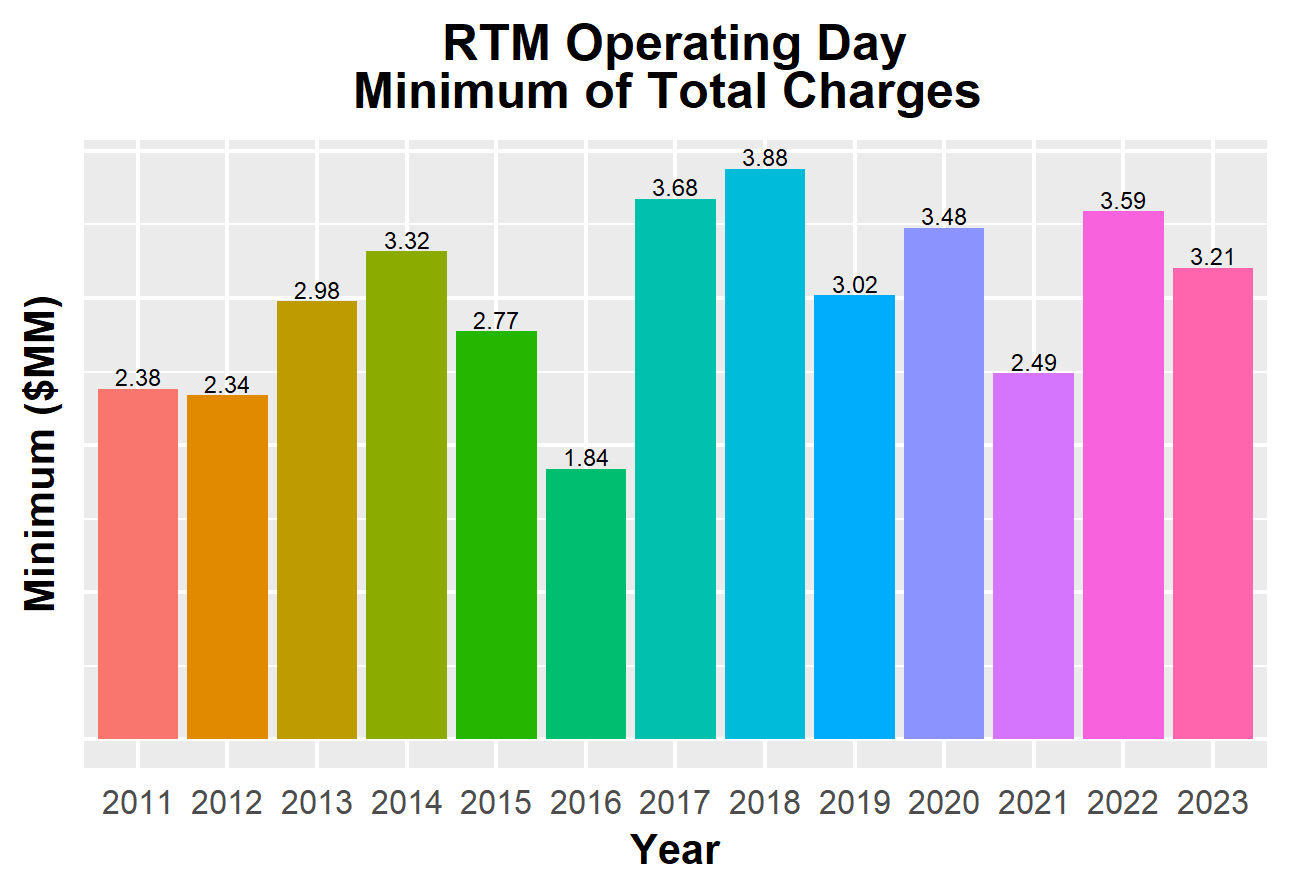 RTM Operating Day
Minimum of Total Charges
Minimum ($MM)
2.38
2.34
2.98
3.32
2.77
1.84
3.68
3.88
3.02
3.48
2.49
3.59
3.21
2011 2012 2013 2014 2015 2016 2017 2018 2019 2020 2021 2022 2023
Year